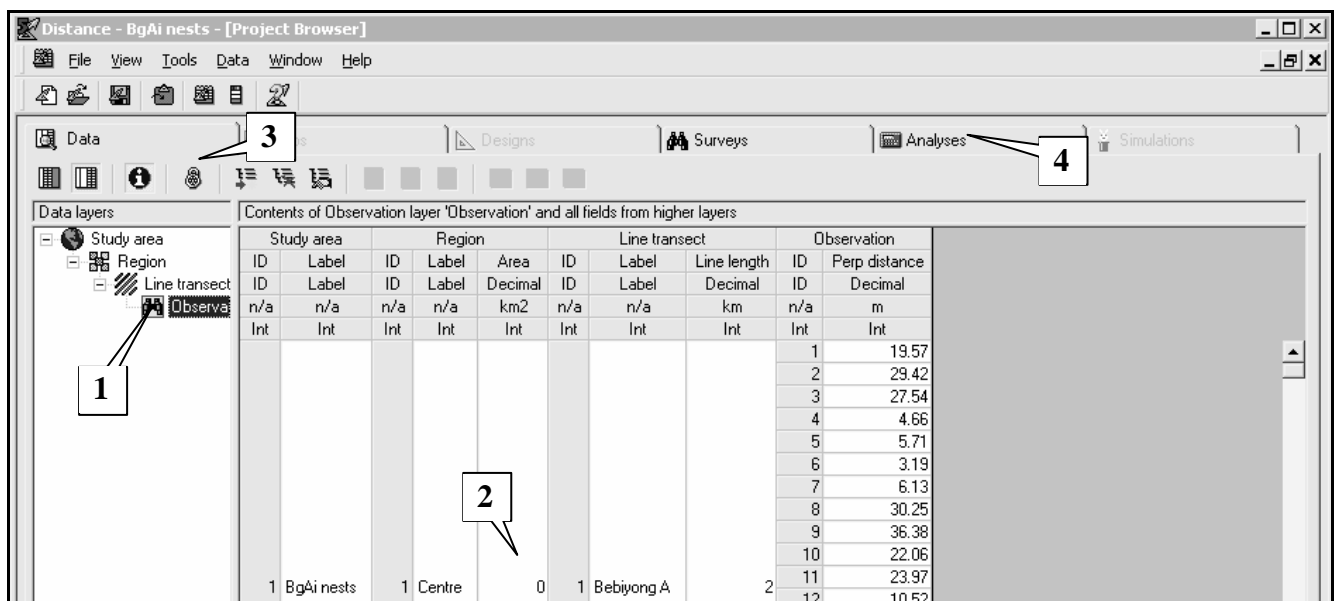 Distance - BgAi nests - [Project Browser]
File View Tools Data Window Help
Data 3 Designs Surveys Analyses 4 Simulations
Data layers Contents of Observation layer 'Observation' and all fields from higher layers
Study area Study area Region Line transect Observation
Region ID Label ID Label Area ID Label Line length ID Perp distance
Line transect ID Label ID Label Decimal ID Label Decimal ID Decimal
Observa n/a n/a n/a n/a km2 n/a n/a km n/a m
Int Int Int Int Int Int Int Int Int Int
1 19.57
2 29.42
1 3 27.54
4 4.66
5 5.71
6 3.19
7 6.13
2 8 30.25
9 36.38
10 22.06
1 BgAi nests 1 Centre 0 1 Bebiyong A 2 11 23.97
12 10.52